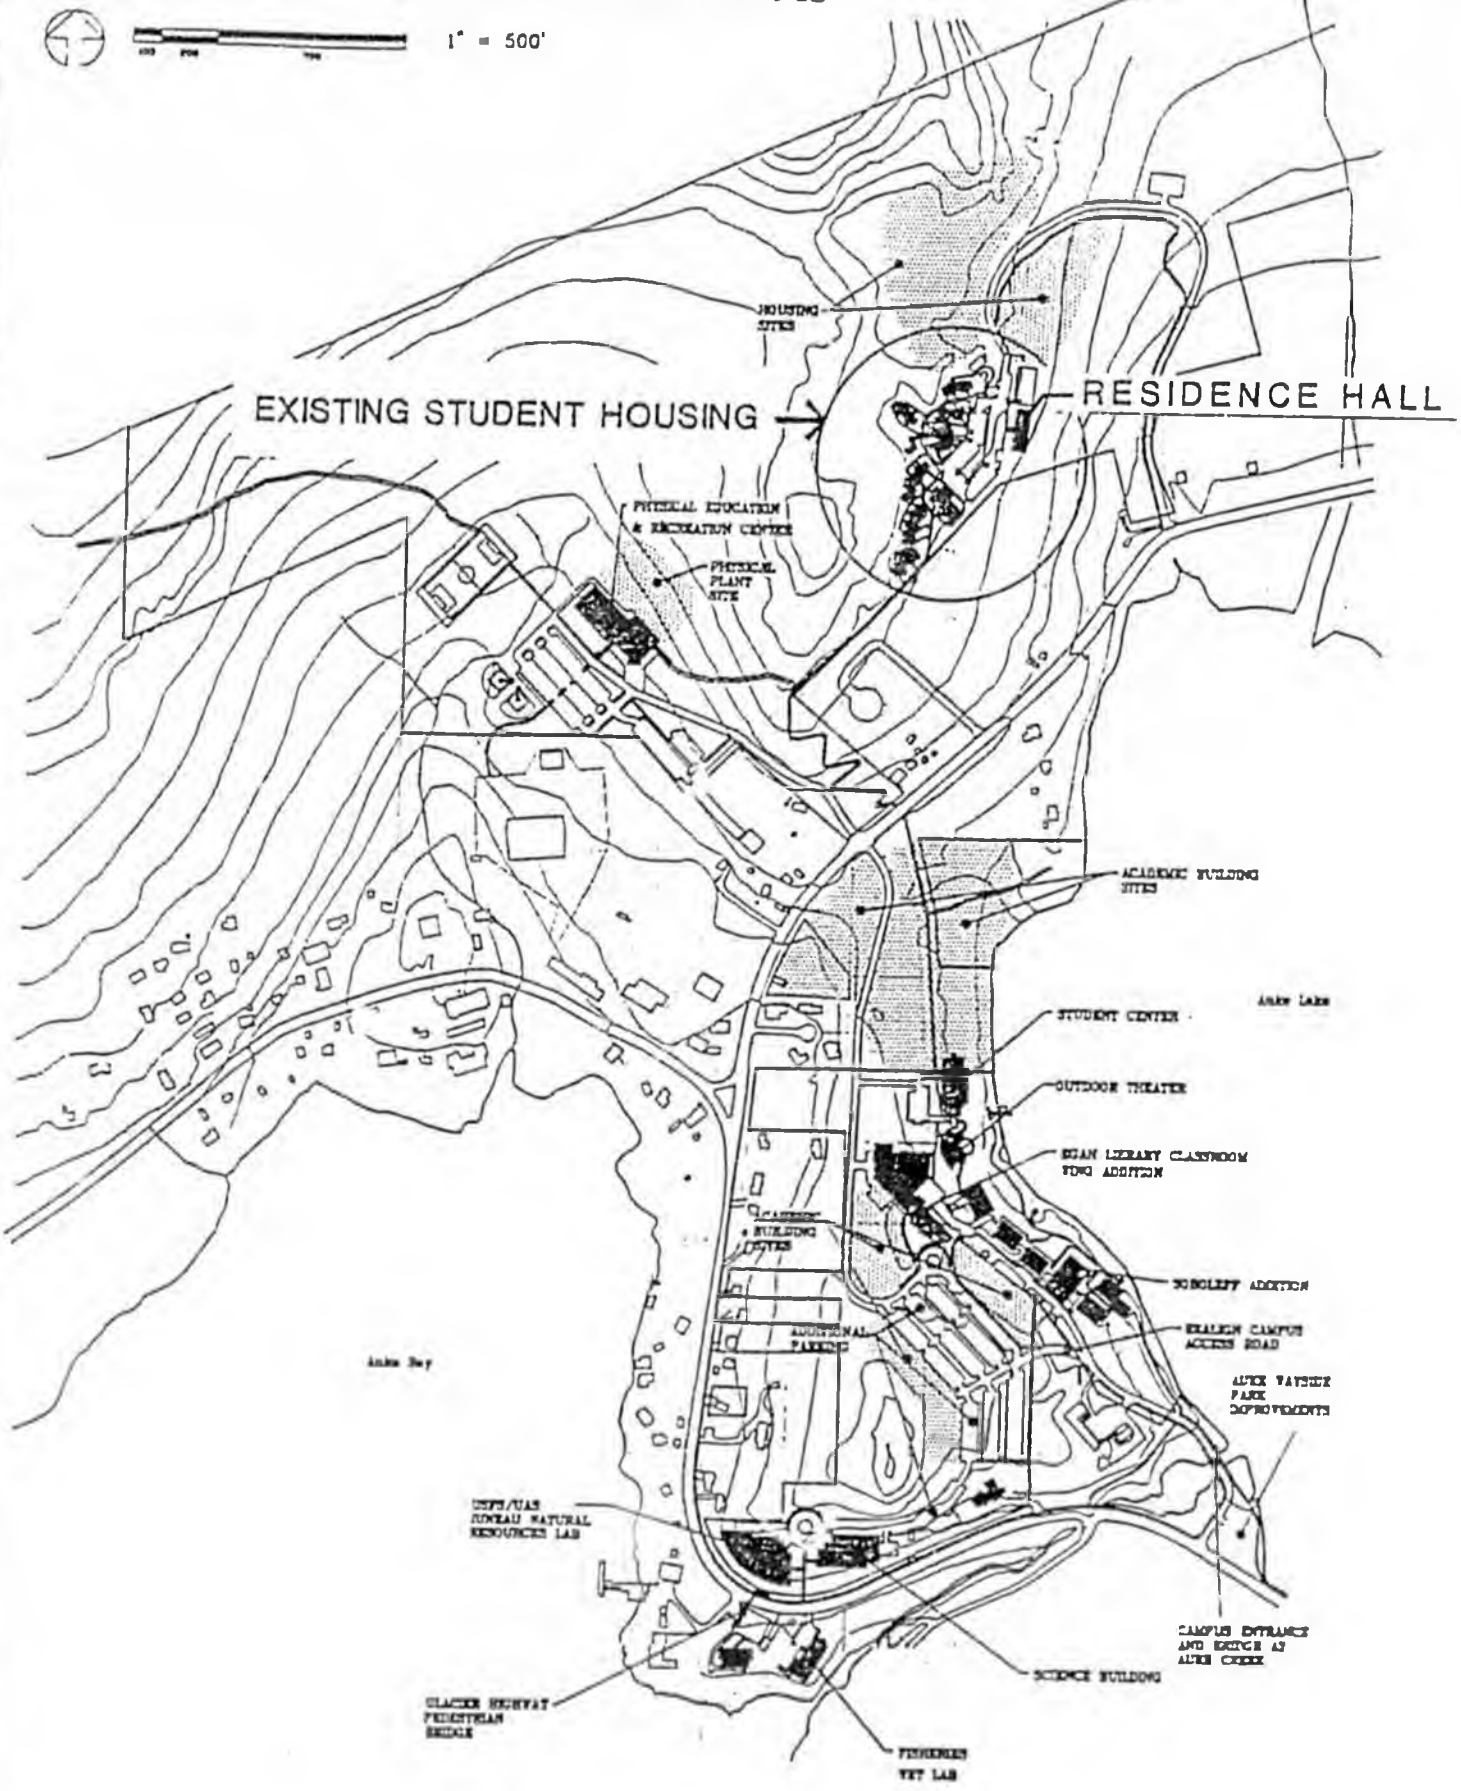 1" = 500'
HOUSING
SITES
EXISTING STUDENT HOUSING
RESIDENCE HALL
PHYSICAL EDUCATION
& RECREATION CENTER
PHYSICAL
PLANT
SITE
ACADEMIC BUILDING
SITES
Auke Lake
STUDENT CENTER
OUTDOOR THEATER
EGAN LIBRARY CLASSROOM
WING ADDITION
ACADEMIC
BUILDING
SITES
SOBOLEFF ADDITION
ADDITIONAL
PARKING
REALIGN CAMPUS
ACCESS ROAD
Auke Bay
AUKE WAYSIDE
PARK
IMPROVEMENTS
USFS/UAS
JUNEAU NATURAL
RESOURCES LAB
CAMPUS ENTRANCE
AND BRIDGE AT
AUKE CREEK
SCIENCE BUILDING
GLACIER HIGHWAY
PEDESTRIAN
BRIDGE
FISHERIES
WET LAB